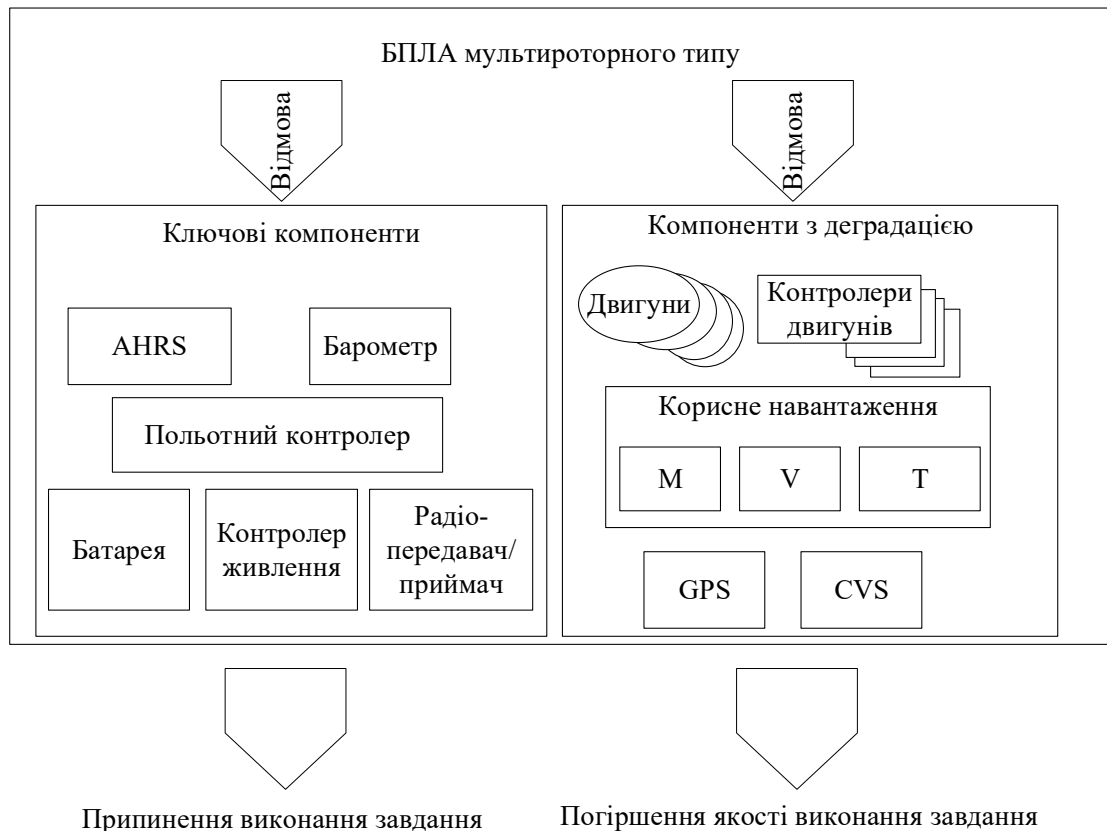 БПЛА мультироторного типу
Відмова
Відмова
Ключові компоненти
AHRS
Барометр
Польотний контролер
Батарея
Контролер
живлення
Радіо-
передавач/
приймач
Компоненти з деградацією
Двигуни
Контролери
двигунів
Корисне навантаження
M
V
T
GPS
CVS
Припинення виконання завдання
Погіршення якості виконання завдання